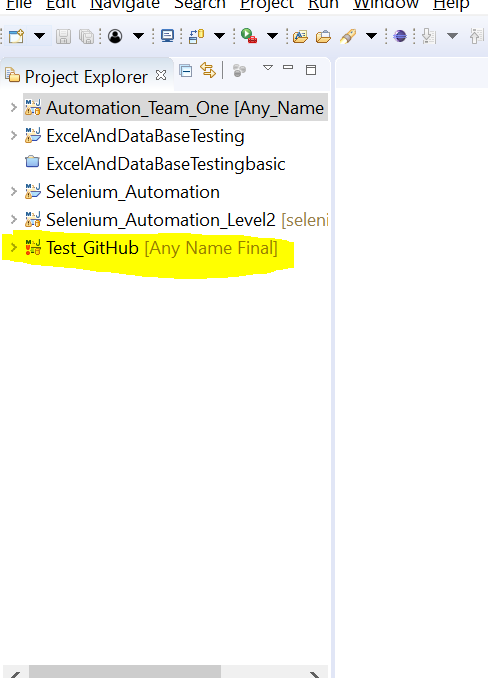 File Edit Navigate Search Project Run Window Help
Project Explorer
Automation_Team_One [Any_Name
ExcelAndDataBaseTesting
ExcelAndDataBaseTestingbasic
Selenium_Automation
Selenium_Automation_Level2 [seleni
Test_GitHub [Any Name Final]